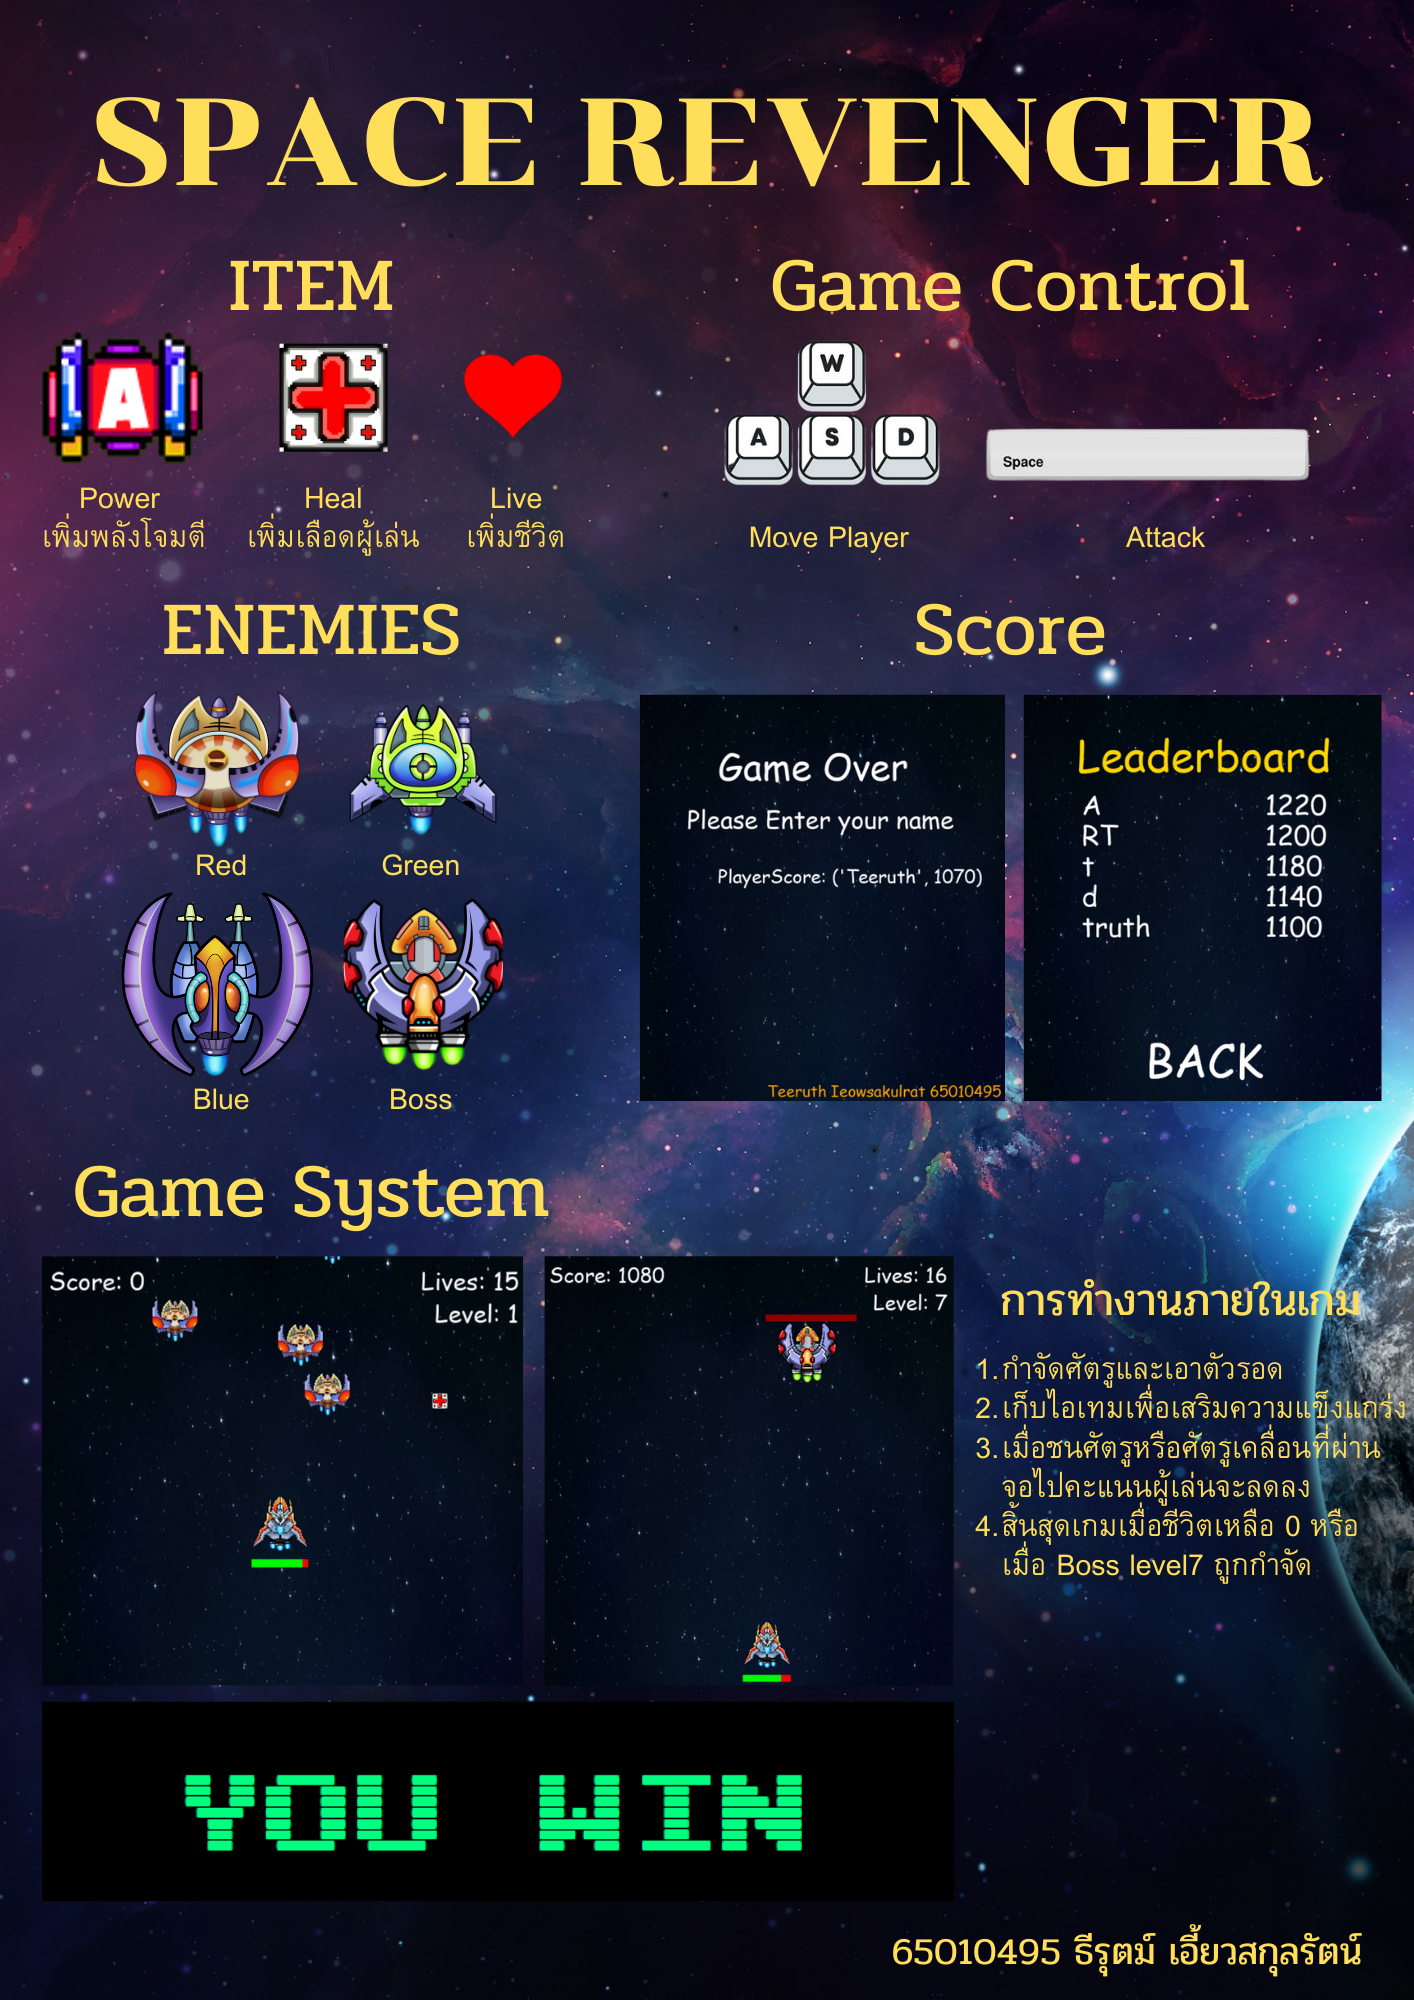 SPACE REVENGER
ITEM
A
Power
เพิ่มพลังโจมตี
Heal
เพิ่มเลือดผู้เล่น
Live
เพิ่มชีวิต
Game Control
W
A S D
Space
Move Player
Attack
ENEMIES
Red
Green
Blue
Boss
Score
Game Over
Please Enter your name
PlayerScore: ('Teeruth', 1070)
Teeruth Ieowsakulrat 65010495
Leaderboard
A 1220
RT 1200
t 1180
d 1140
truth 1100
BACK
Game System
Score: 0
Lives: 15
Level: 1
Score: 1080
Lives: 16
Level: 7
การทำงานภายในเกม
1. กำจัดศัตรูและเอาตัวรอด
2. เก็บไอเทมเพื่อเสริมความแข็งแกร่ง
3. เมื่อชนศัตรูหรือศัตรูเคลื่อนที่ผ่าน
จอไปคะแนนผู้เล่นจะลดลง
4. สิ้นสุดเกมเมื่อชีวิตเหลือ 0 หรือ
เมื่อ Boss level7 ถูกกำจัด
YOU WIN
65010495 ธีรุตม์ เอี้ยวสกุลรัตน์